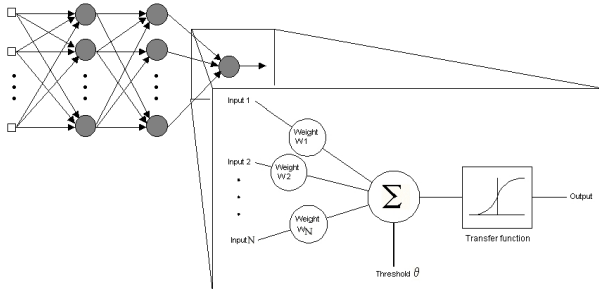 Input 1
Weight
W1
Input 2
Weight
W2
Weight
WN
Input N
Σ
Threshold θ
Transfer function
Output